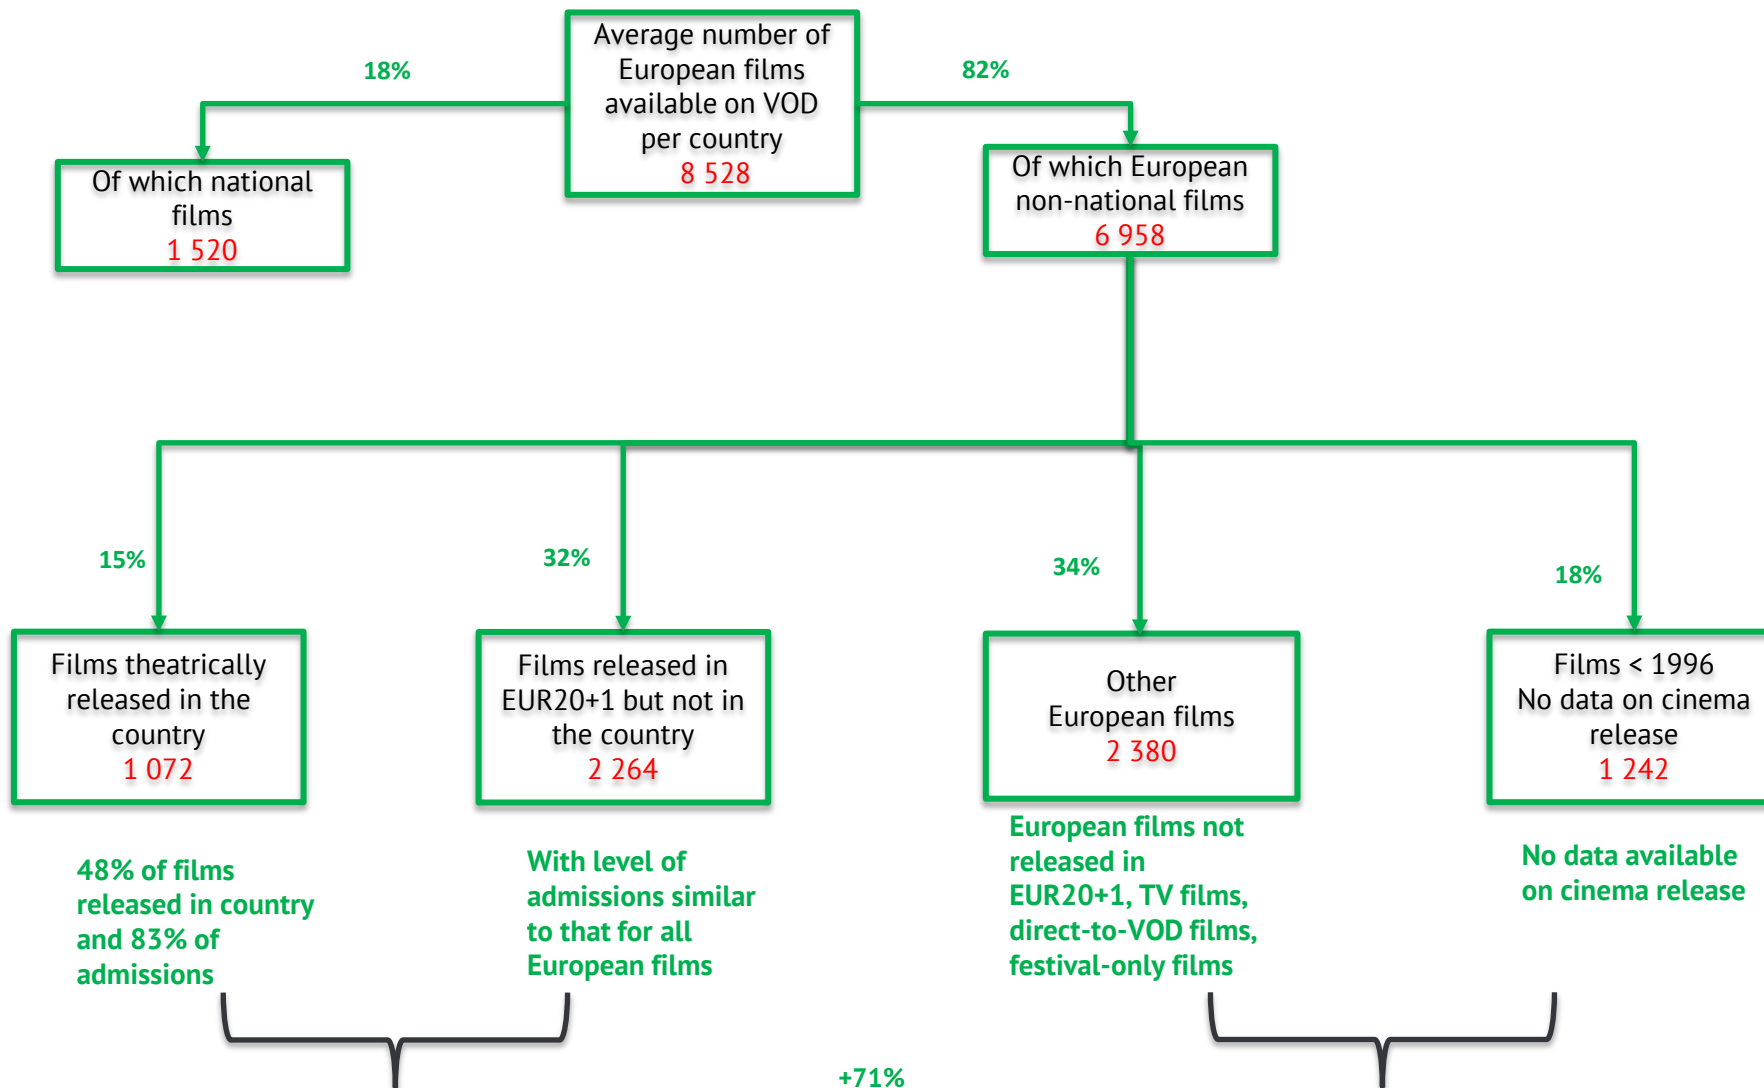 Average number of
European films
available on VOD
per country
8 528
18%
82%
Of which national
films
1 520
Of which European
non-national films
6 958
15%
32%
34%
18%
Films theatrically
released in the
country
1 072
Films released in
EUR20+1 but not in
the country
2 264
Other
European films
2 380
Films < 1996
No data on cinema
release
1 242
48% of films
released in country
and 83% of
admissions
With level of
admissions similar
to that for all
European films
European films not
released in
EUR20+1, TV films,
direct-to-VOD films,
festival-only films
No data available
on cinema release
+71%